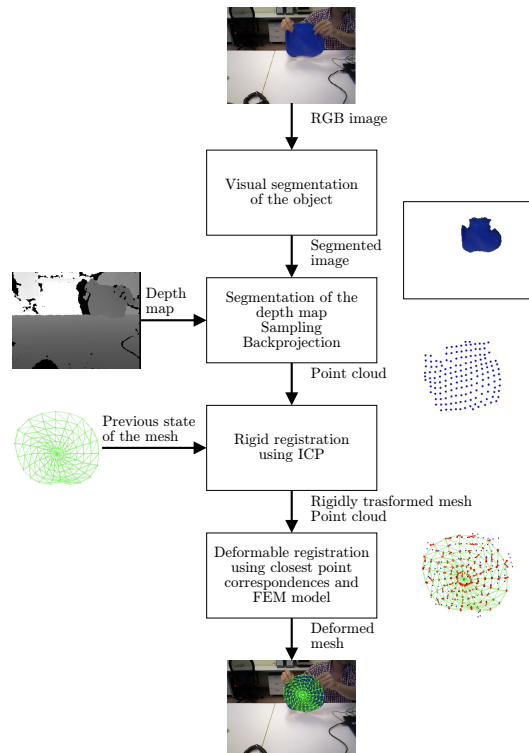 RGB image
Visual segmentation
of the object
Segmented
image
Depth
map
Segmentation of the
depth map
Sampling
Backprojection
Point cloud
Previous state
of the mesh
Rigid registration
using ICP
Rigidly trasformed mesh
Point cloud
Deformable registration
using closest point
correspondences and
FEM model
Deformed
mesh